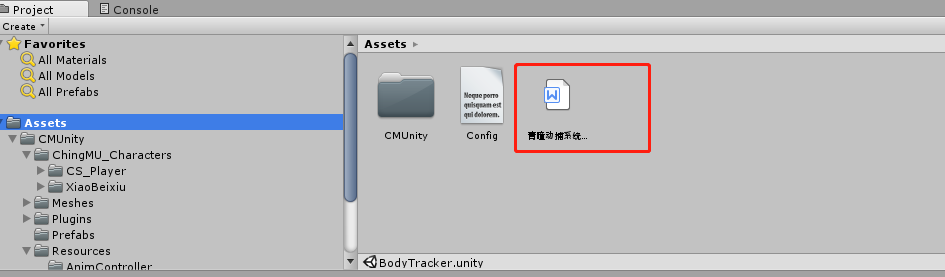 Project
Console
Create
Favorites
All Materials
All Models
All Prefabs
Assets
CMUnity
ChingMU_Characters
CS_Player
XiaoBeixiu
Meshes
Plugins
Prefabs
Resources
AnimController
Assets
Neque porro
quisquam est
qui dolorem.
W
CMUnity
Config
青瞳动捕系统...
BodyTracker.unity